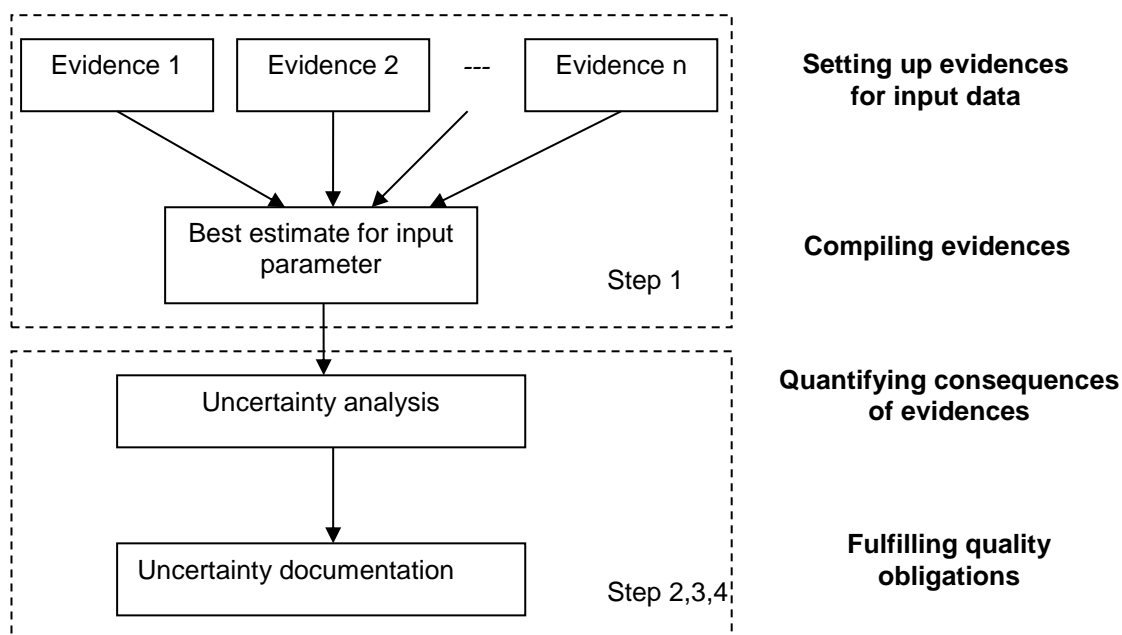 Evidence 1
Evidence 2
---
Evidence n
Setting up evidences
for input data
Best estimate for input
parameter
Step 1
Compiling evidences
Uncertainty analysis
Quantifying consequences
of evidences
Uncertainty documentation
Step 2,3,4
Fulfilling quality
obligations